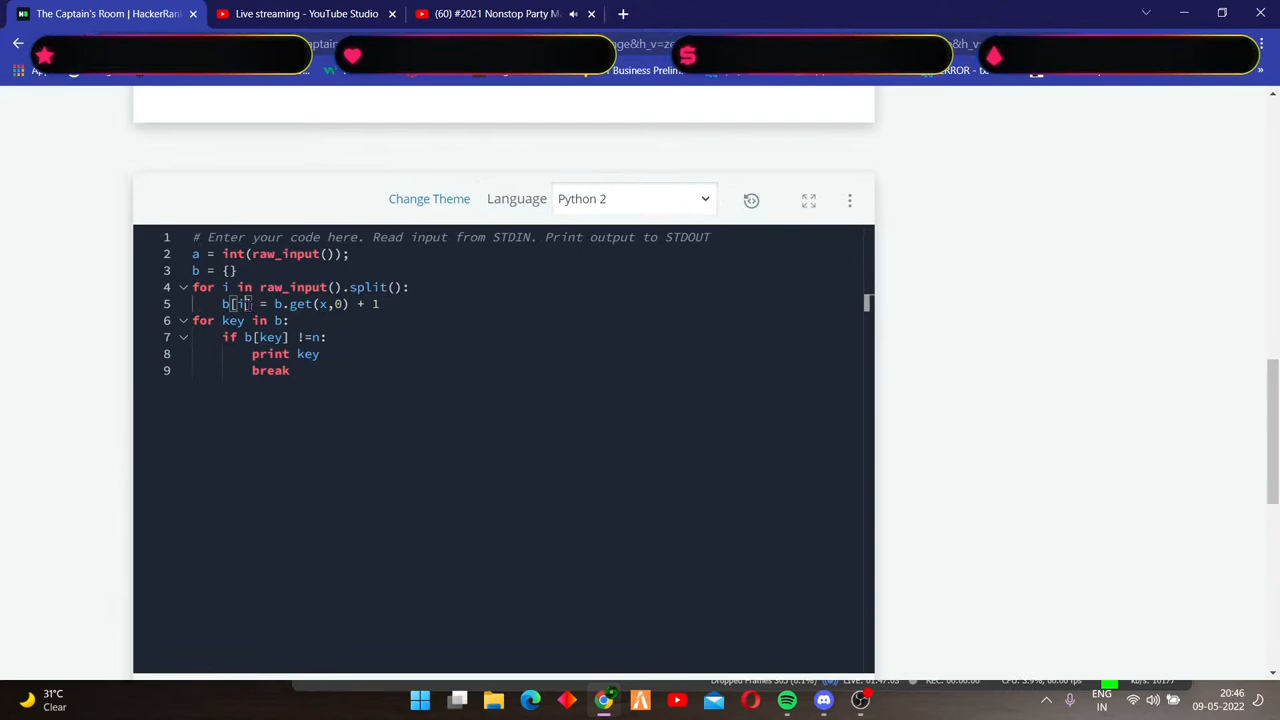 The Captain's Room | HackerRan
Live streaming - YouTube Studio
(60) #2021 Nonstop Party M
Business Prelim
ERROR
Change Theme Language Python 2
1 # Enter your code here. Read input from STDIN. Print output to STDOUT
2 a = int(raw_input());
3 b = {}
4 for i in raw_input().split():
5 b[i] = b.get(x,0) + 1
6 for key in b:
7 if b[key] !=n:
8 print key
9 break
31°C
Clear
ENG
IN
20:46
09-05-2022